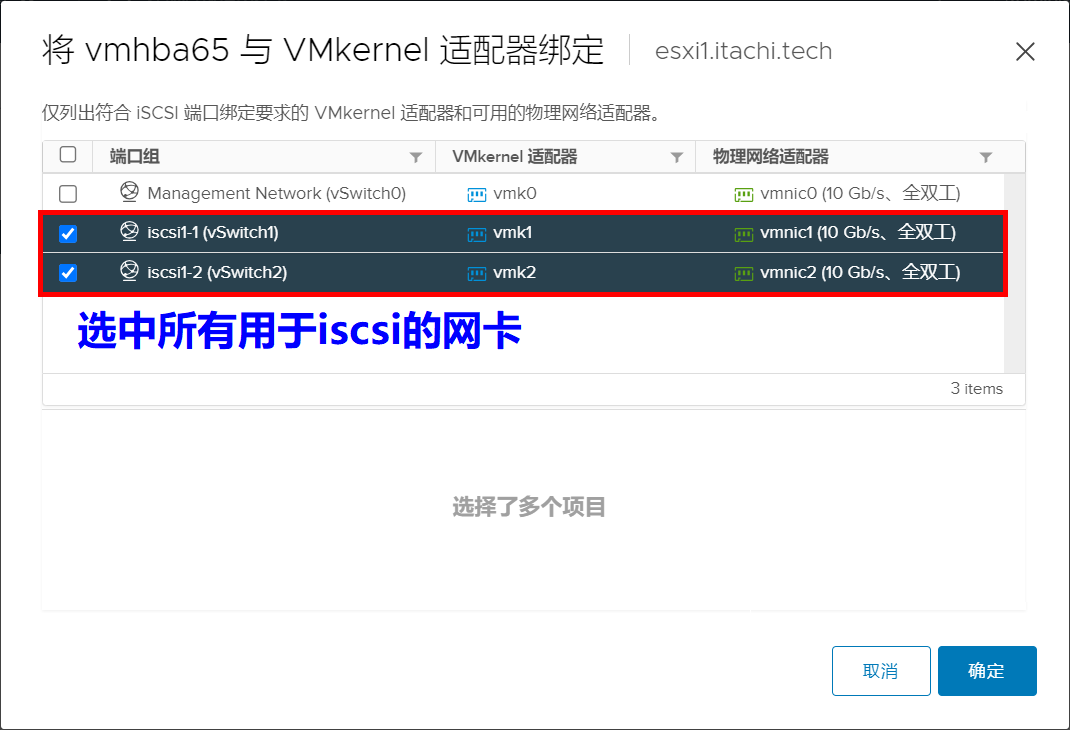 将 vmhba65 与 VMkernel 适配器绑定 esxi1.itachi.tech
仅列出符合 iSCSI 端口绑定要求的 VMkernel 适配器和可用的物理网络适配器。
端口组 VMkernel 适配器 物理网络适配器
Management Network (vSwitch0) vmk0 vmnic0 (10 Gb/s、全双工)
iscsi1-1 (vSwitch1) vmk1 vmnic1 (10 Gb/s、全双工)
iscsi1-2 (vSwitch2) vmk2 vmnic2 (10 Gb/s、全双工)
选中所有用于iscsi的网卡
3 items
选择了多个项目
取消 确定